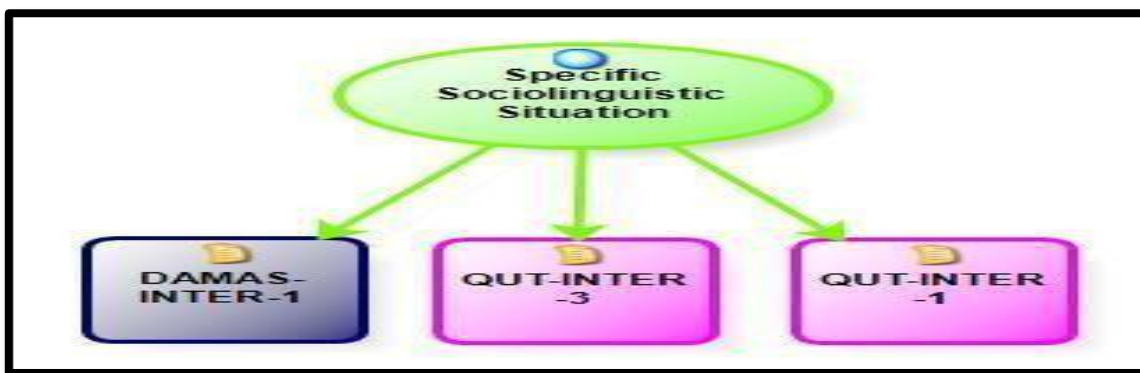 Specific
Sociolinguistic
Situation
DAMAS-
INTER-1
QUT-INTER
-3
QUT-INTER
-1